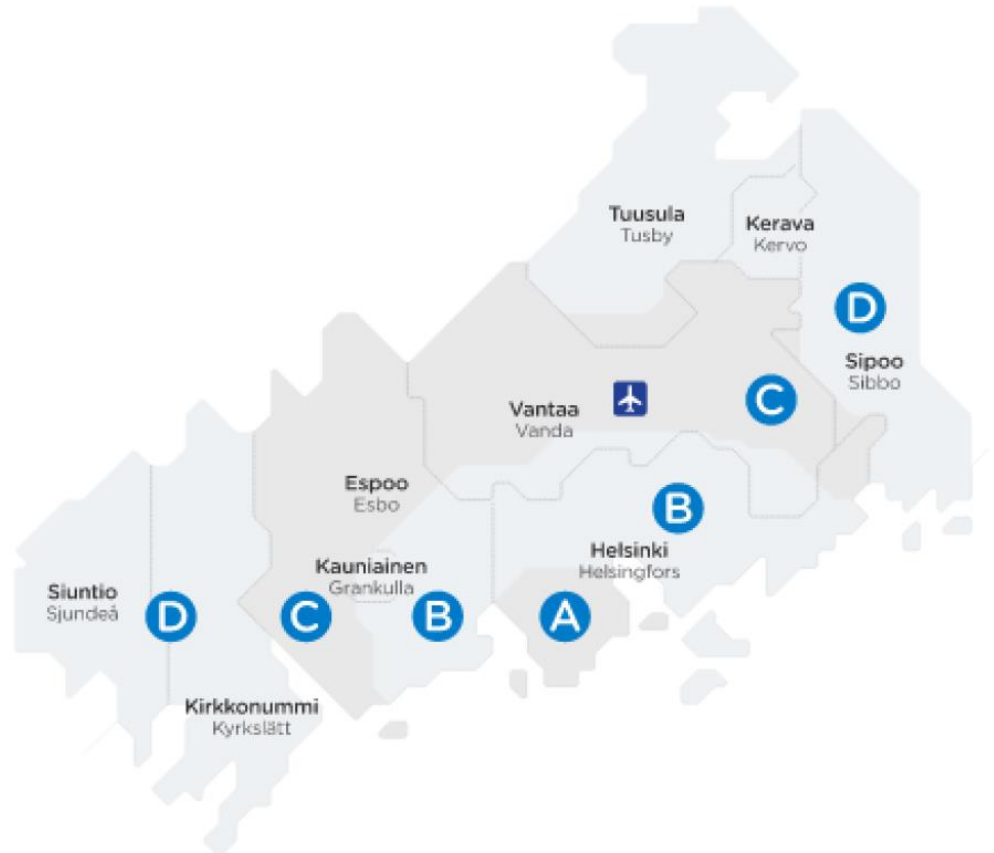 Tuusula
Tusby
Kerava
Kervo
D
Sipoo
Sibbo
C
Vantaa
Vanda
Espoo
Esbo
B
Helsinki
Helsingfors
Kauniainen
Grankulla
Siuntio
Sjundeå
D
C
B
A
Kirkkonummi
Kyrkslätt